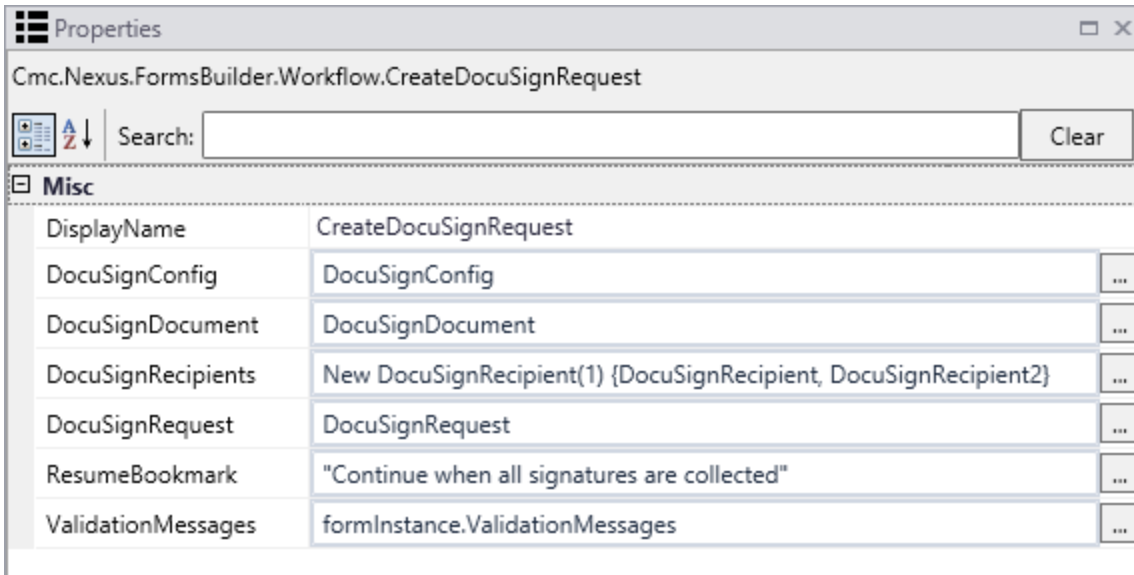 Properties
Cmc.Nexus.FormsBuilder.Workflow.CreateDocuSignRequest
Search: Clear
Misc
DisplayName CreateDocuSignRequest
DocuSignConfig DocuSignConfig ...
DocuSignDocument DocuSignDocument ...
DocuSignRecipients New DocuSignRecipient(1) {DocuSignRecipient, DocuSignRecipient2} ...
DocuSignRequest DocuSignRequest ...
ResumeBookmark "Continue when all signatures are collected" ...
ValidationMessages formInstance.ValidationMessages ...